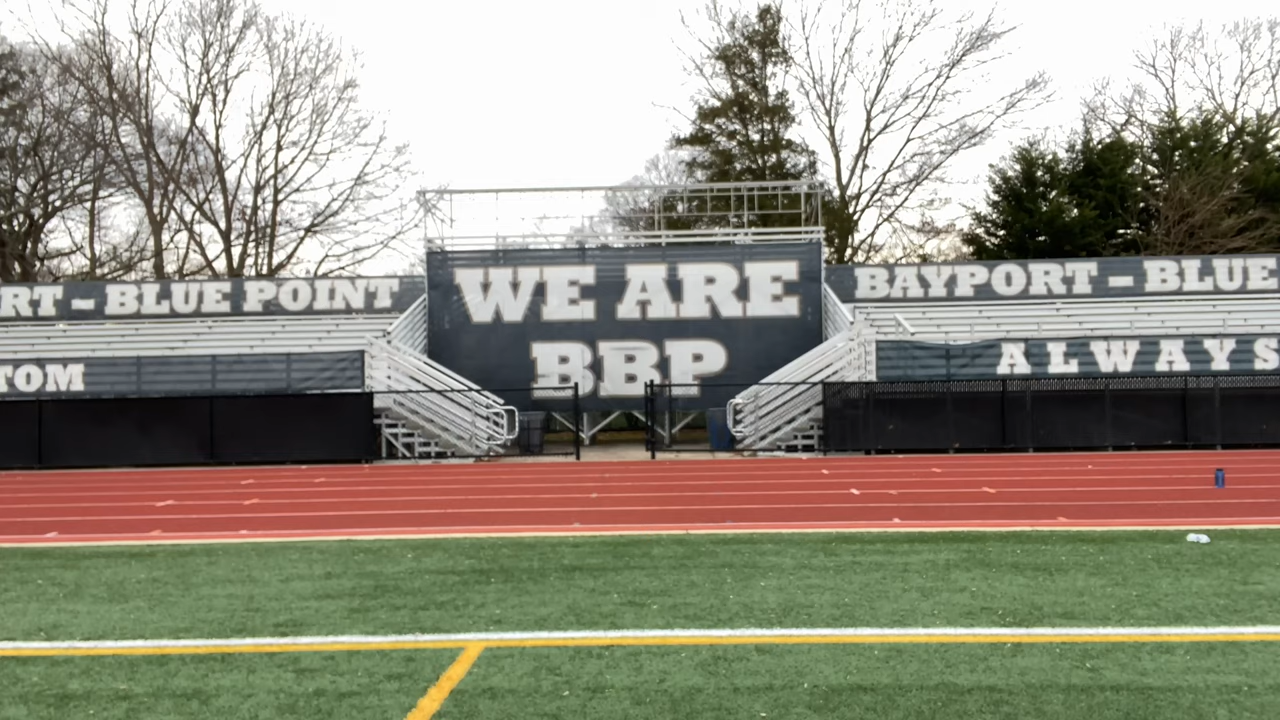 RT - BLUE POINT
WE ARE
BBP
BAYPORT - BLUE
TOM
ALWAYS